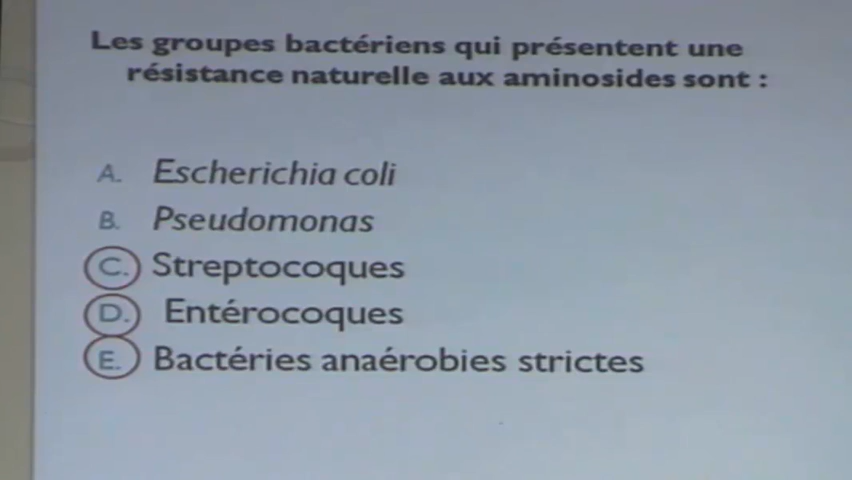 Les groupes bactériens qui présentent une
résistance naturelle aux aminosides sont :
A. Escherichia coli
B. Pseudomonas
C. Streptocoques
D. Entérocoques
E. Bactéries anaérobies strictes